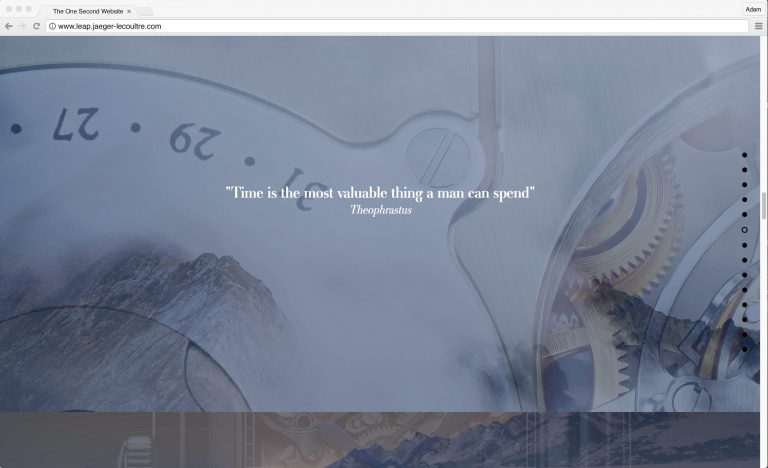 The One Second Website
Adam
www.leap.jaeger-lecoultre.com
27 • 29 • 31
"Time is the most valuable thing a man can spend"
Theophrastus